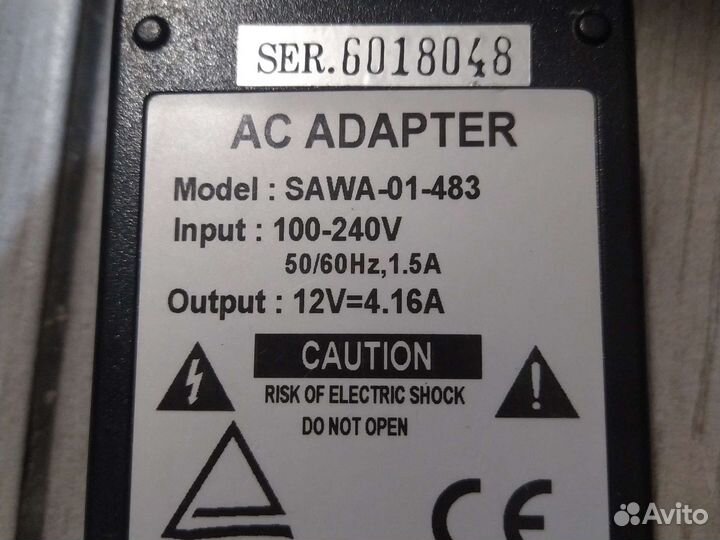 SER.6018048
AC ADAPTER
Model : SAWA-01-483
Input : 100-240V
50/60Hz,1.5A
Output : 12V=4.16A
CAUTION
RISK OF ELECTRIC SHOCK
DO NOT OPEN
CE
Avito